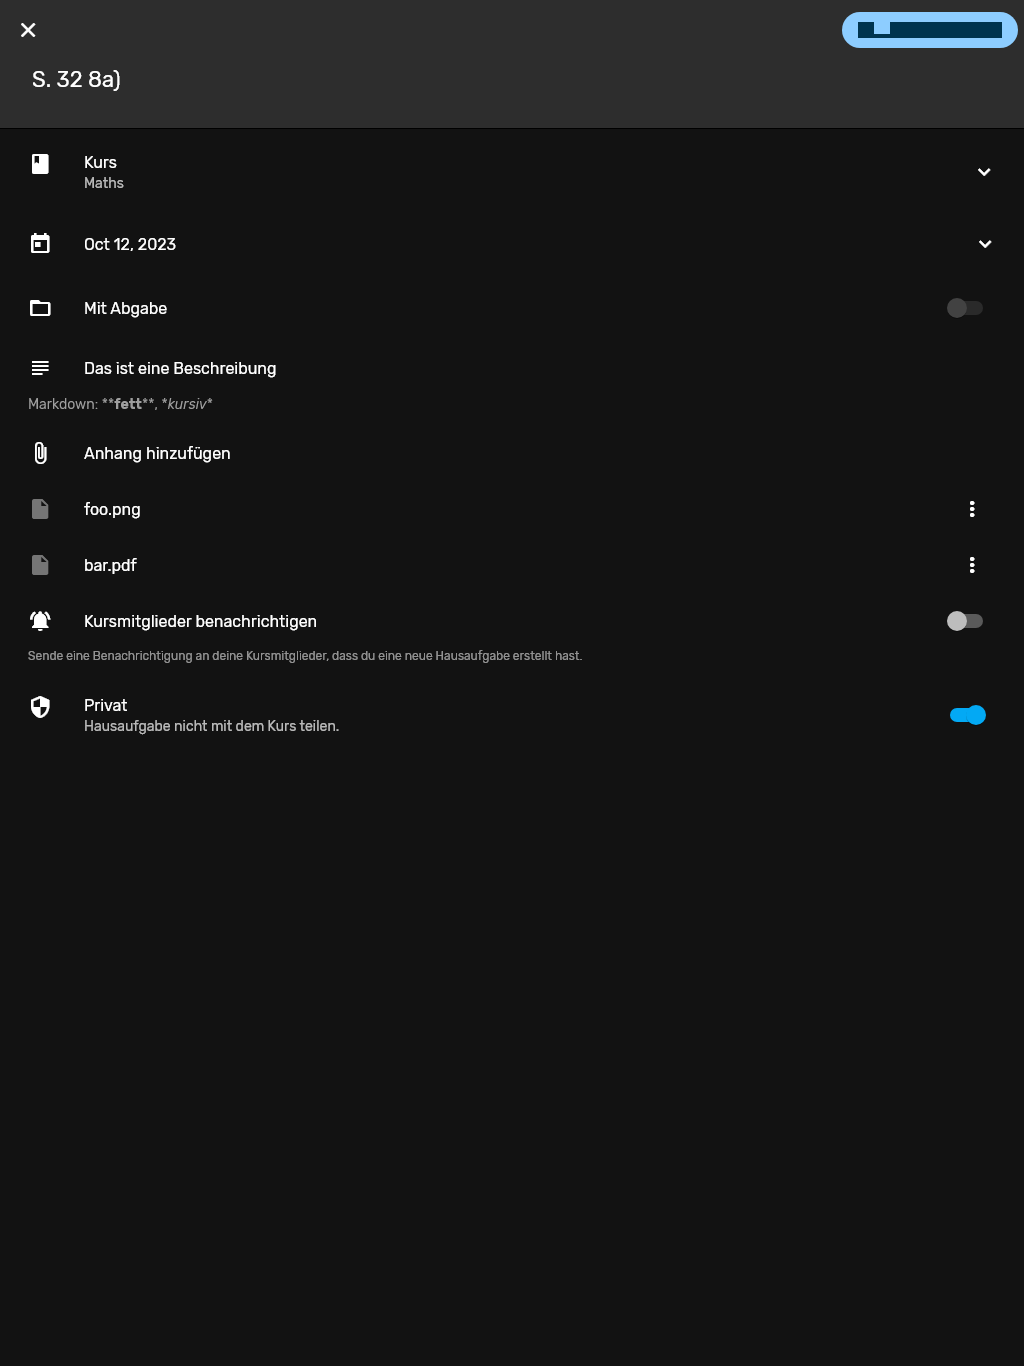 S. 32 8a)
Kurs
Maths
Oct 12, 2023
Mit Abgabe
Das ist eine Beschreibung
Markdown: **fett**, *kursiv*
Anhang hinzufügen
foo.png
bar.pdf
Kursmitglieder benachrichtigen
Sende eine Benachrichtigung an deine Kursmitglieder, dass du eine neue Hausaufgabe erstellt hast.
Privat
Hausaufgabe nicht mit dem Kurs teilen.